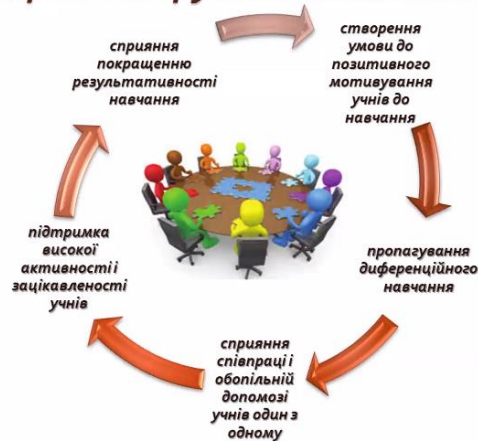 створення
умови до
позитивного
мотивування
учнів до
навчання
пропагування
диференційного
навчання
сприяння
співпраці і
обопільній
допомозі
учнів один з
одному
підтримка
високої
активності і
зацікавленості
учнів
сприяння
покращенню
результативності
навчання